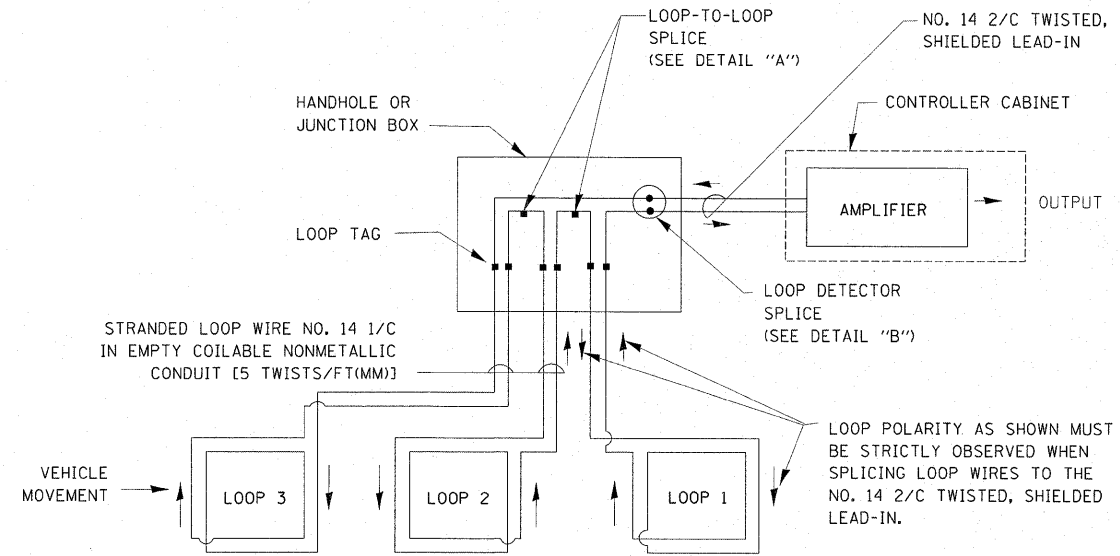 LOOP-TO-LOOP
SPLICE
(SEE DETAIL "A")
NO. 14 2/C TWISTED,
SHIELDED LEAD-IN
HANDHOLE OR
JUNCTION BOX
CONTROLLER CABINET
AMPLIFIER
OUTPUT
LOOP TAG
LOOP DETECTOR
SPLICE
(SEE DETAIL "B")
STRANDED LOOP WIRE NO. 14 1/C
IN EMPTY COILABLE NONMETALLIC
CONDUIT [5 TWISTS/FT(MM)]
LOOP POLARITY AS SHOWN MUST
BE STRICTLY OBSERVED WHEN
SPLICING LOOP WIRES TO THE
NO. 14 2/C TWISTED, SHIELDED
LEAD-IN.
VEHICLE
MOVEMENT
LOOP 3
LOOP 2
LOOP 1